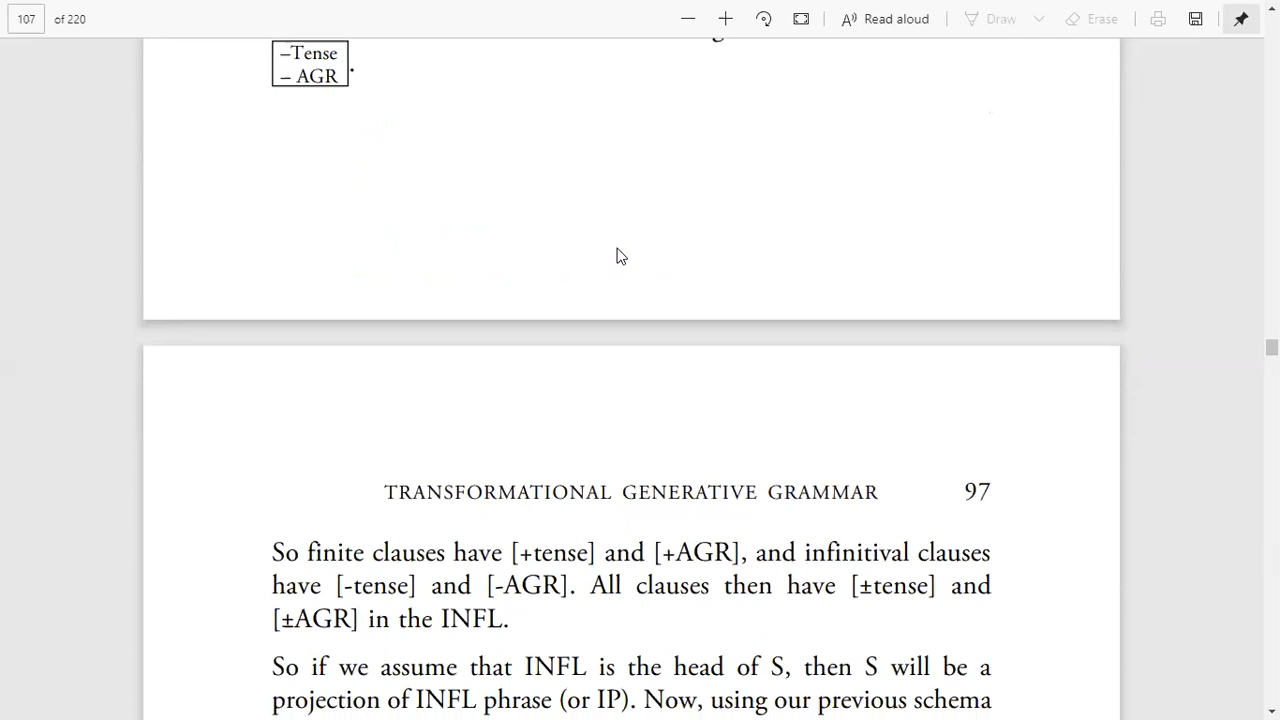 107 of 220
Read aloud
Draw
Erase
–Tense
– AGR .
TRANSFORMATIONAL GENERATIVE GRAMMAR 97
So finite clauses have [+tense] and [+AGR], and infinitival clauses
have [-tense] and [-AGR]. All clauses then have [±tense] and
[±AGR] in the INFL.
So if we assume that INFL is the head of S, then S will be a
projection of INFL phrase (or IP). Now, using our previous schema